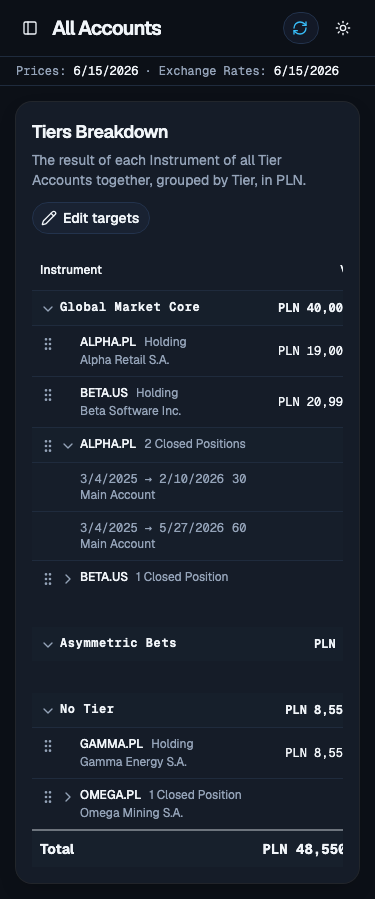 All Accounts
Prices: 6/15/2026 · Exchange Rates: 6/15/2026
Tiers Breakdown
The result of each Instrument of all Tier
Accounts together, grouped by Tier, in PLN.
Edit targets
Instrument
Global Market Core PLN 40,00
ALPHA.PL Holding PLN 19,00
Alpha Retail S.A.
BETA.US Holding PLN 20,99
Beta Software Inc.
ALPHA.PL 2 Closed Positions
3/4/2025 → 2/10/2026 30
Main Account
3/4/2025 → 5/27/2026 60
Main Account
BETA.US 1 Closed Position
Asymmetric Bets PLN
No Tier PLN 8,55
GAMMA.PL Holding PLN 8,55
Gamma Energy S.A.
OMEGA.PL 1 Closed Position
Omega Mining S.A.
Total PLN 48,550